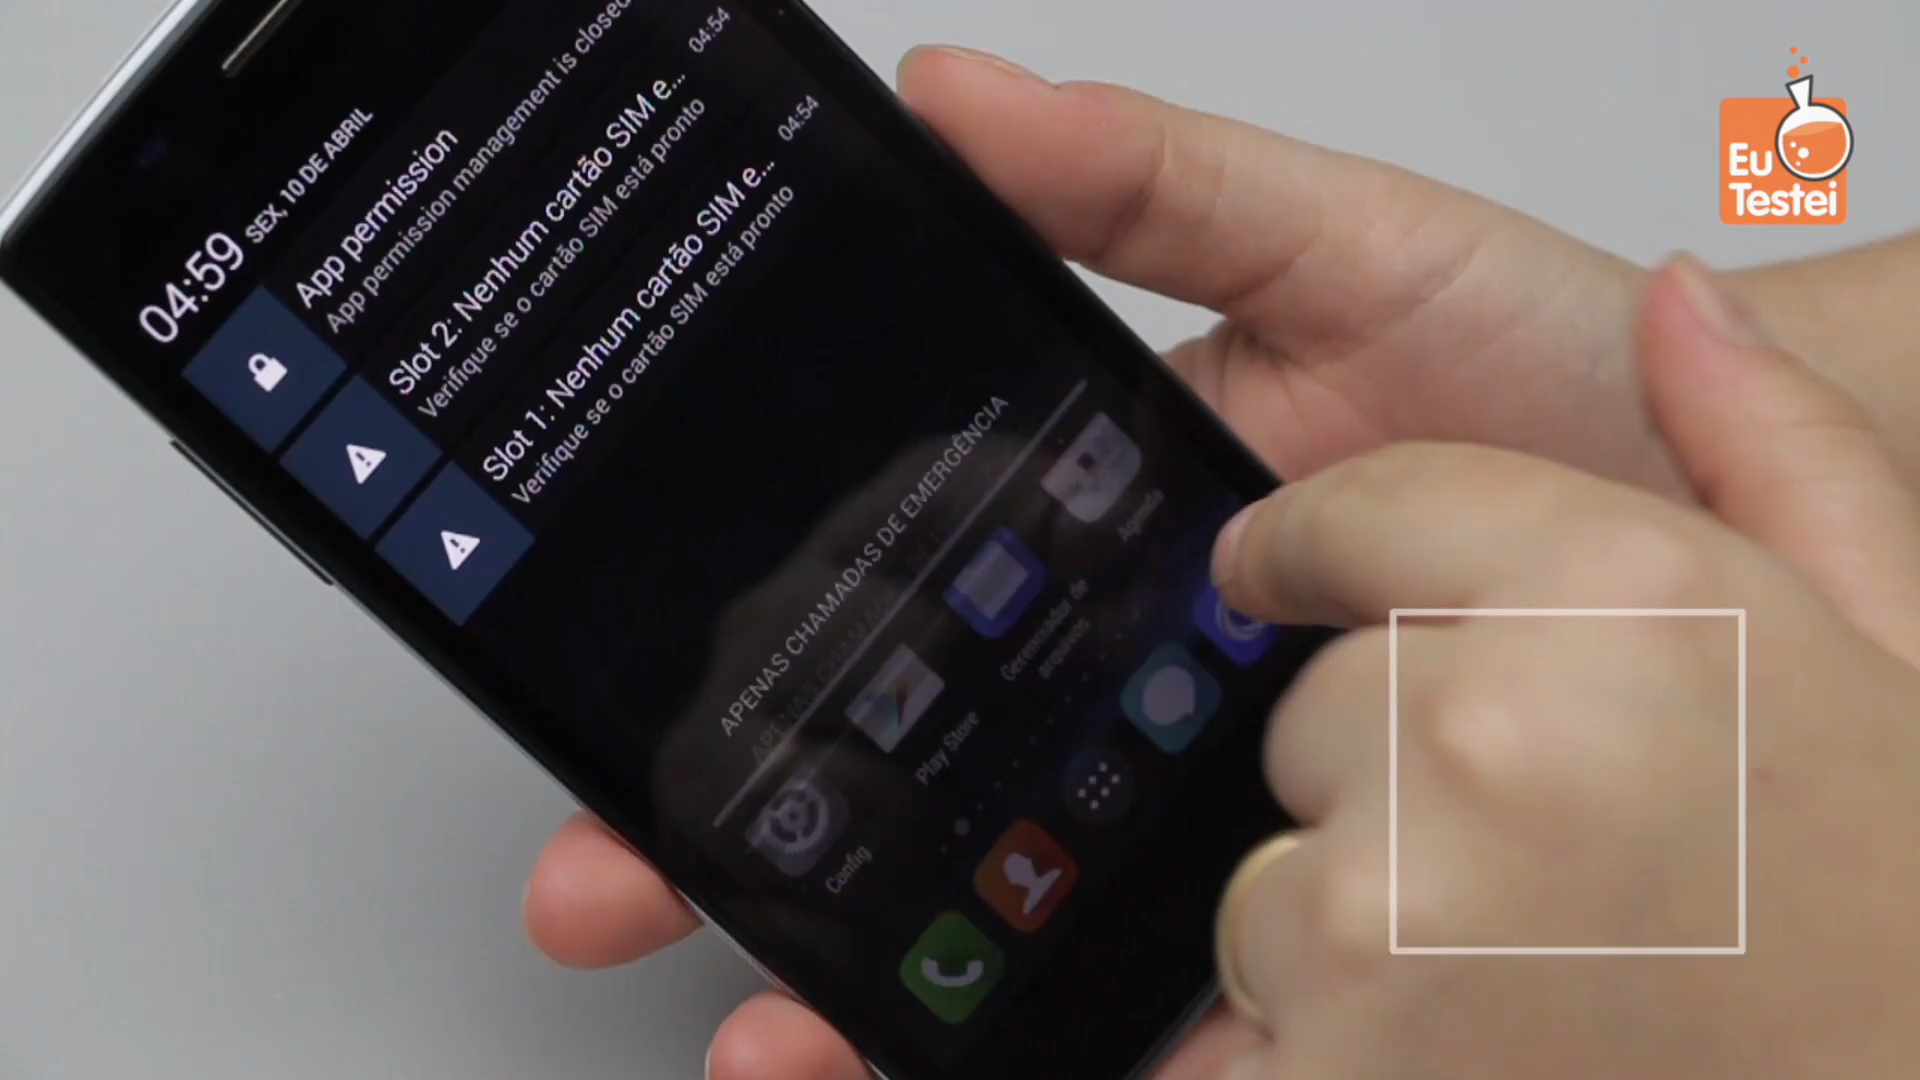 04:59 SEX, 10 DE ABRIL
App permission
App permission management is closed
Slot 2: Nenhum cartão SIM e... 04:54
Verifique se o cartão SIM está pronto
Slot 1: Nenhum cartão SIM e... 04:54
Verifique se o cartão SIM está pronto
APENAS CHAMADAS DE EMERGÊNCIA
Config
Play Store
Gerenciador de
arquivos
Agenda
Eu
Testei